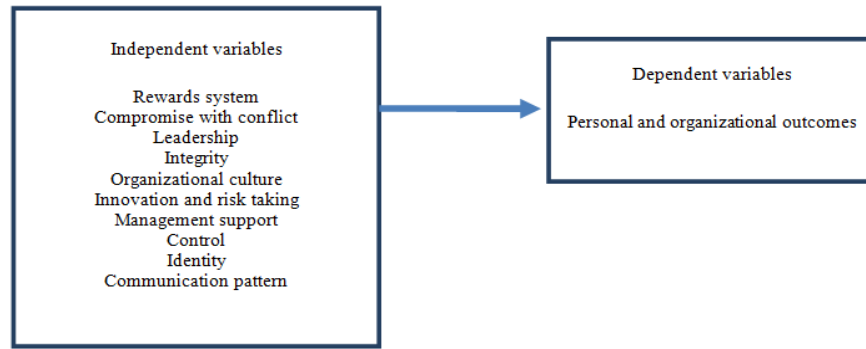 Independent variables
Rewards system
Compromise with conflict
Leadership
Integrity
Organizational culture
Innovation and risk taking
Management support
Control
Identity
Communication pattern
Dependent variables
Personal and organizational outcomes